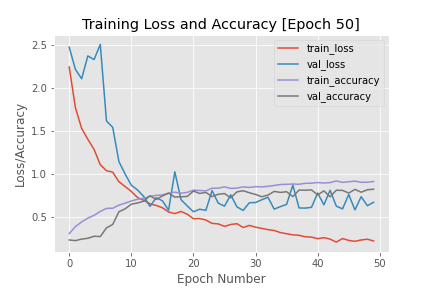 Training Loss and Accuracy [Epoch 50]
train_loss
val_loss
train_accuracy
val_accuracy
2.5
2.0
1.5
1.0
0.5
Loss/Accuracy
0 10 20 30 40 50
Epoch Number